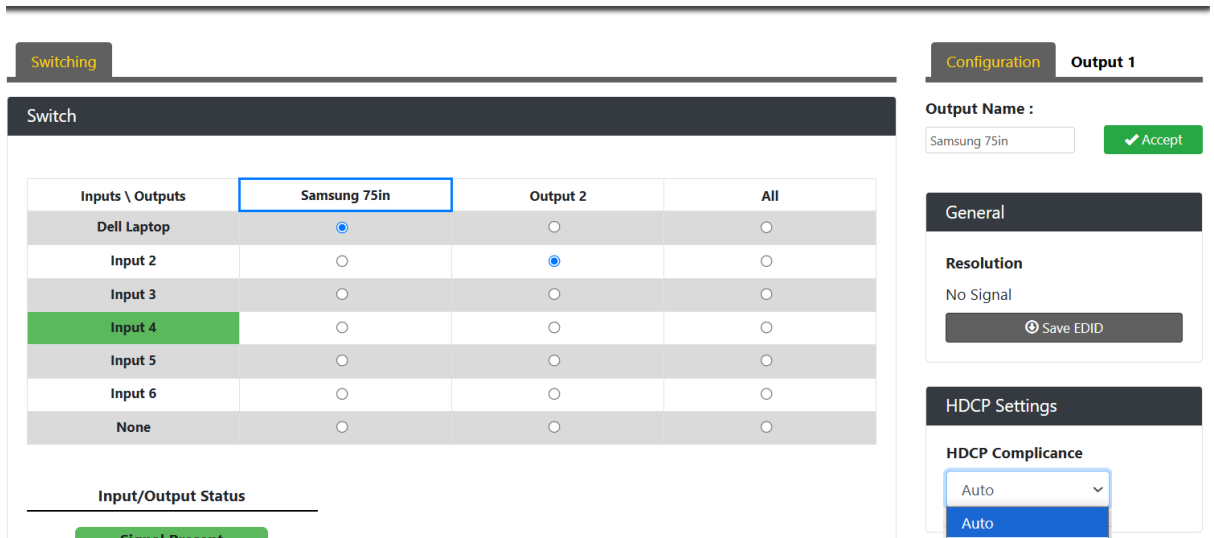 Switching
Switch
Inputs \ Outputs Samsung 75in Output 2 All
Dell Laptop
Input 2
Input 3
Input 4
Input 5
Input 6
None
Input/Output Status
Signal Present
Configuration Output 1
Output Name :
Samsung 75in Accept
General
Resolution
No Signal
Save EDID
HDCP Settings
HDCP Complicance
Auto
Auto